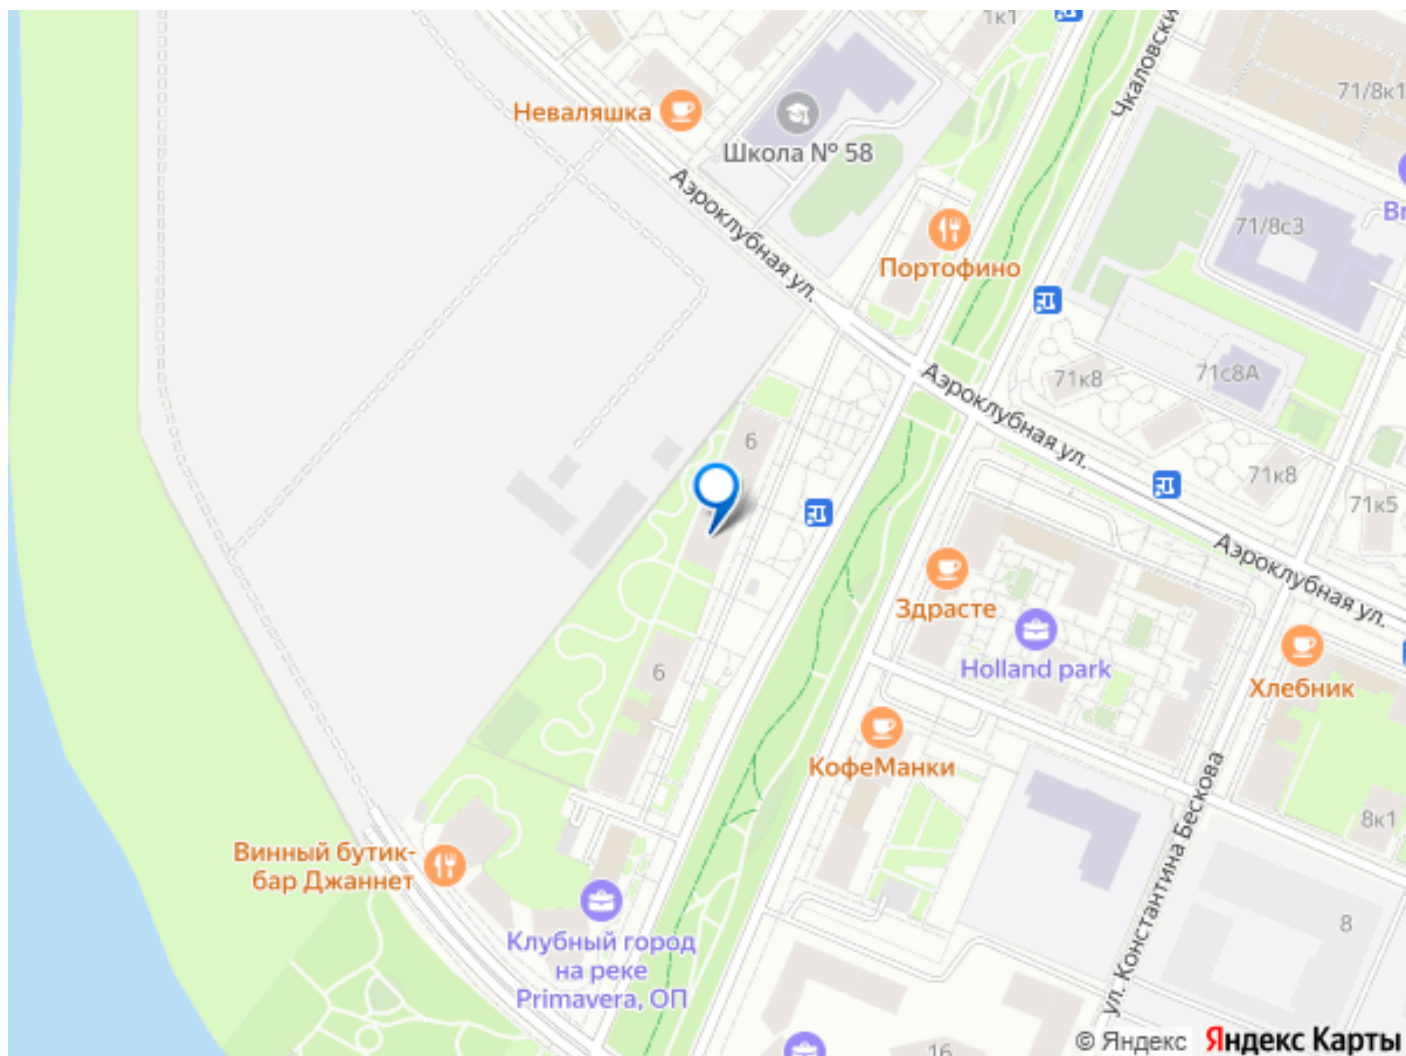 1к1
Чкаловски
71/8к1
Неваляшка
Школа № 58
Аэроклубная ул.
Br
71/8с3
Портофино
Аэроклубная ул.
71к8
71с8А
6
71к8
71к5
Аэроклубная ул.
Здрасте
Holland park
6
Хлебник
КофеМанки
ул. Константина Бескова
8к1
Винный бутик-
бар Джаннет
8
Клубный город
на реке
Primavera, ОП
16
© Яндекс Яндекс Карты